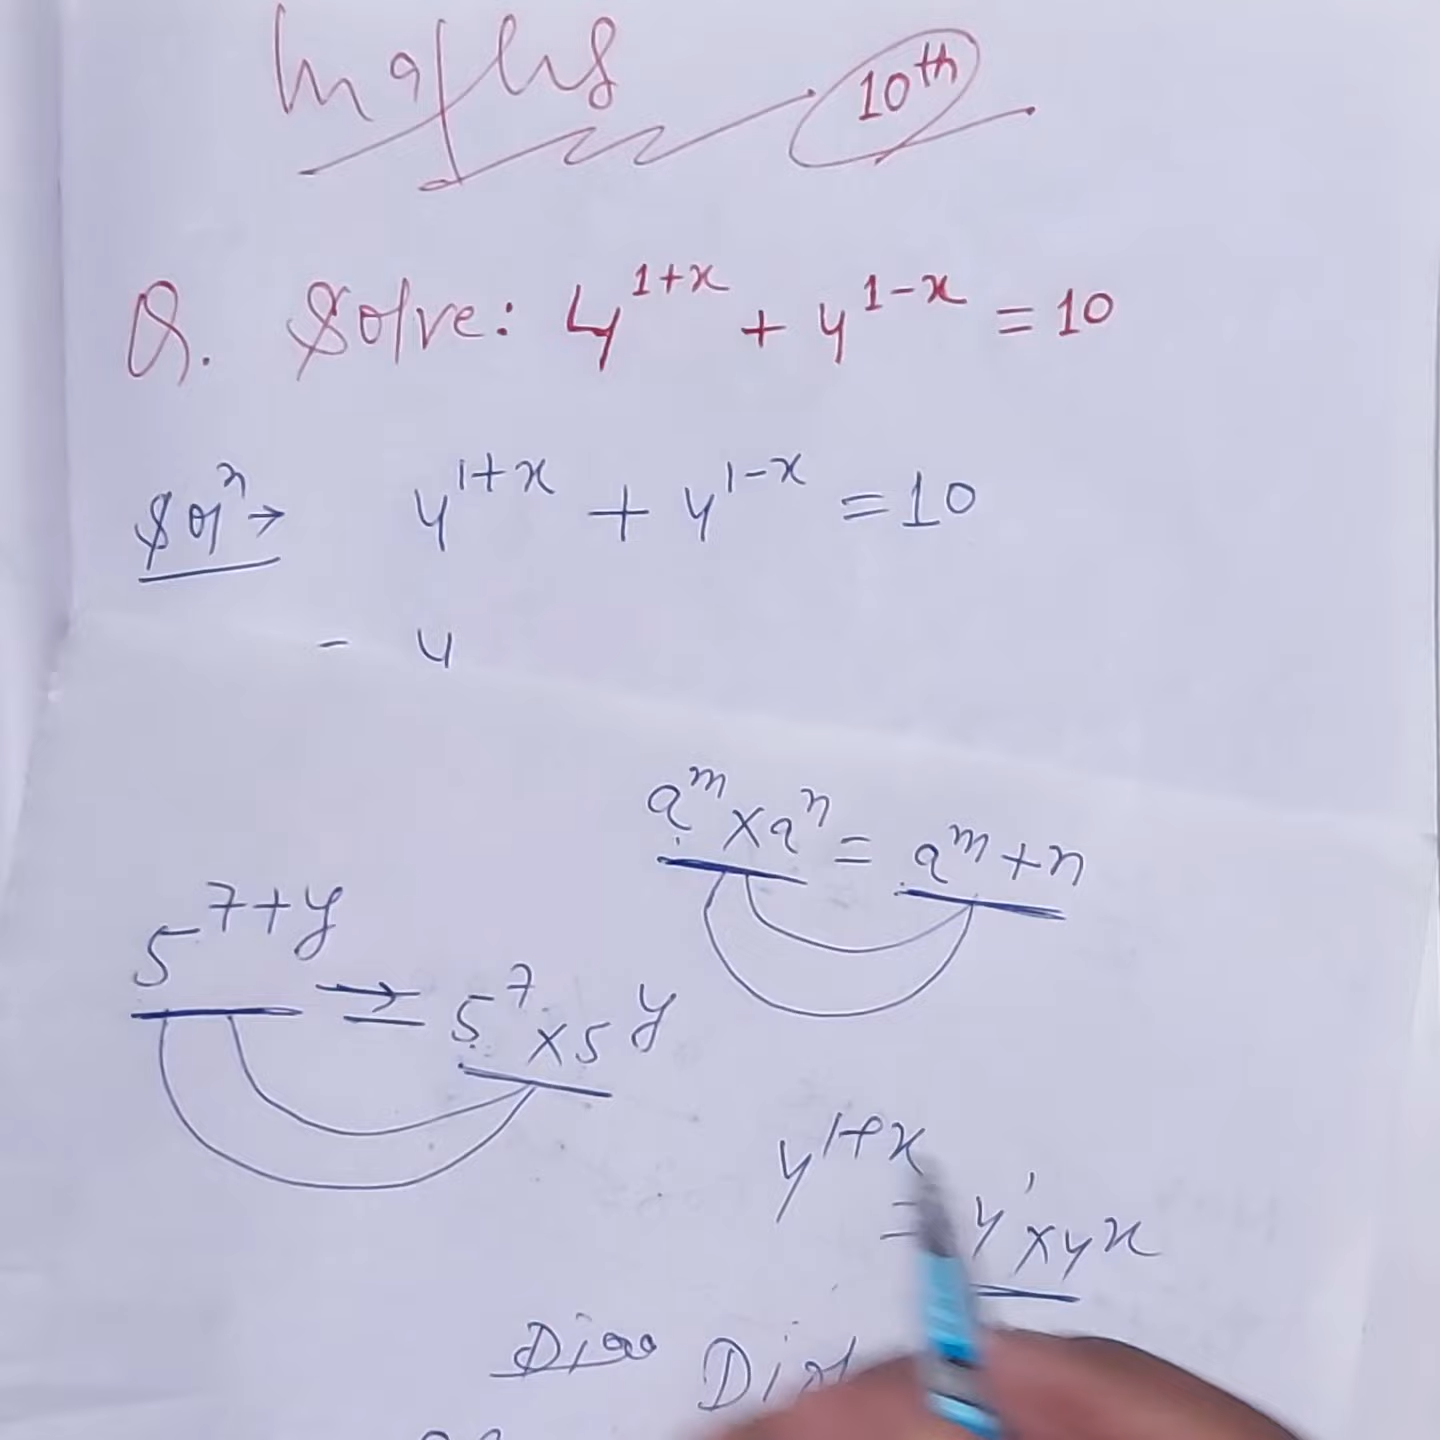 Maths 10th
Q. Solve: 4^{1+x} + 4^{1-x} = 10
Sol^n → 4^{1+x} + 4^{1-x} = 10
- 4
a^m × a^n = a^m+n
5^{7+y} ⇒ 5^7 × 5^y
4^{1+x}
= 4^1 × 4^x